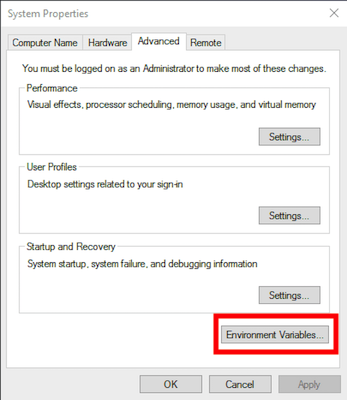 System Properties
Computer Name Hardware Advanced Remote
You must be logged on as an Administrator to make most of these changes.
Performance
Visual effects, processor scheduling, memory usage, and virtual memory
Settings...
User Profiles
Desktop settings related to your sign-in
Settings...
Startup and Recovery
System startup, system failure, and debugging information
Settings...
Environment Variables...
OK Cancel Apply